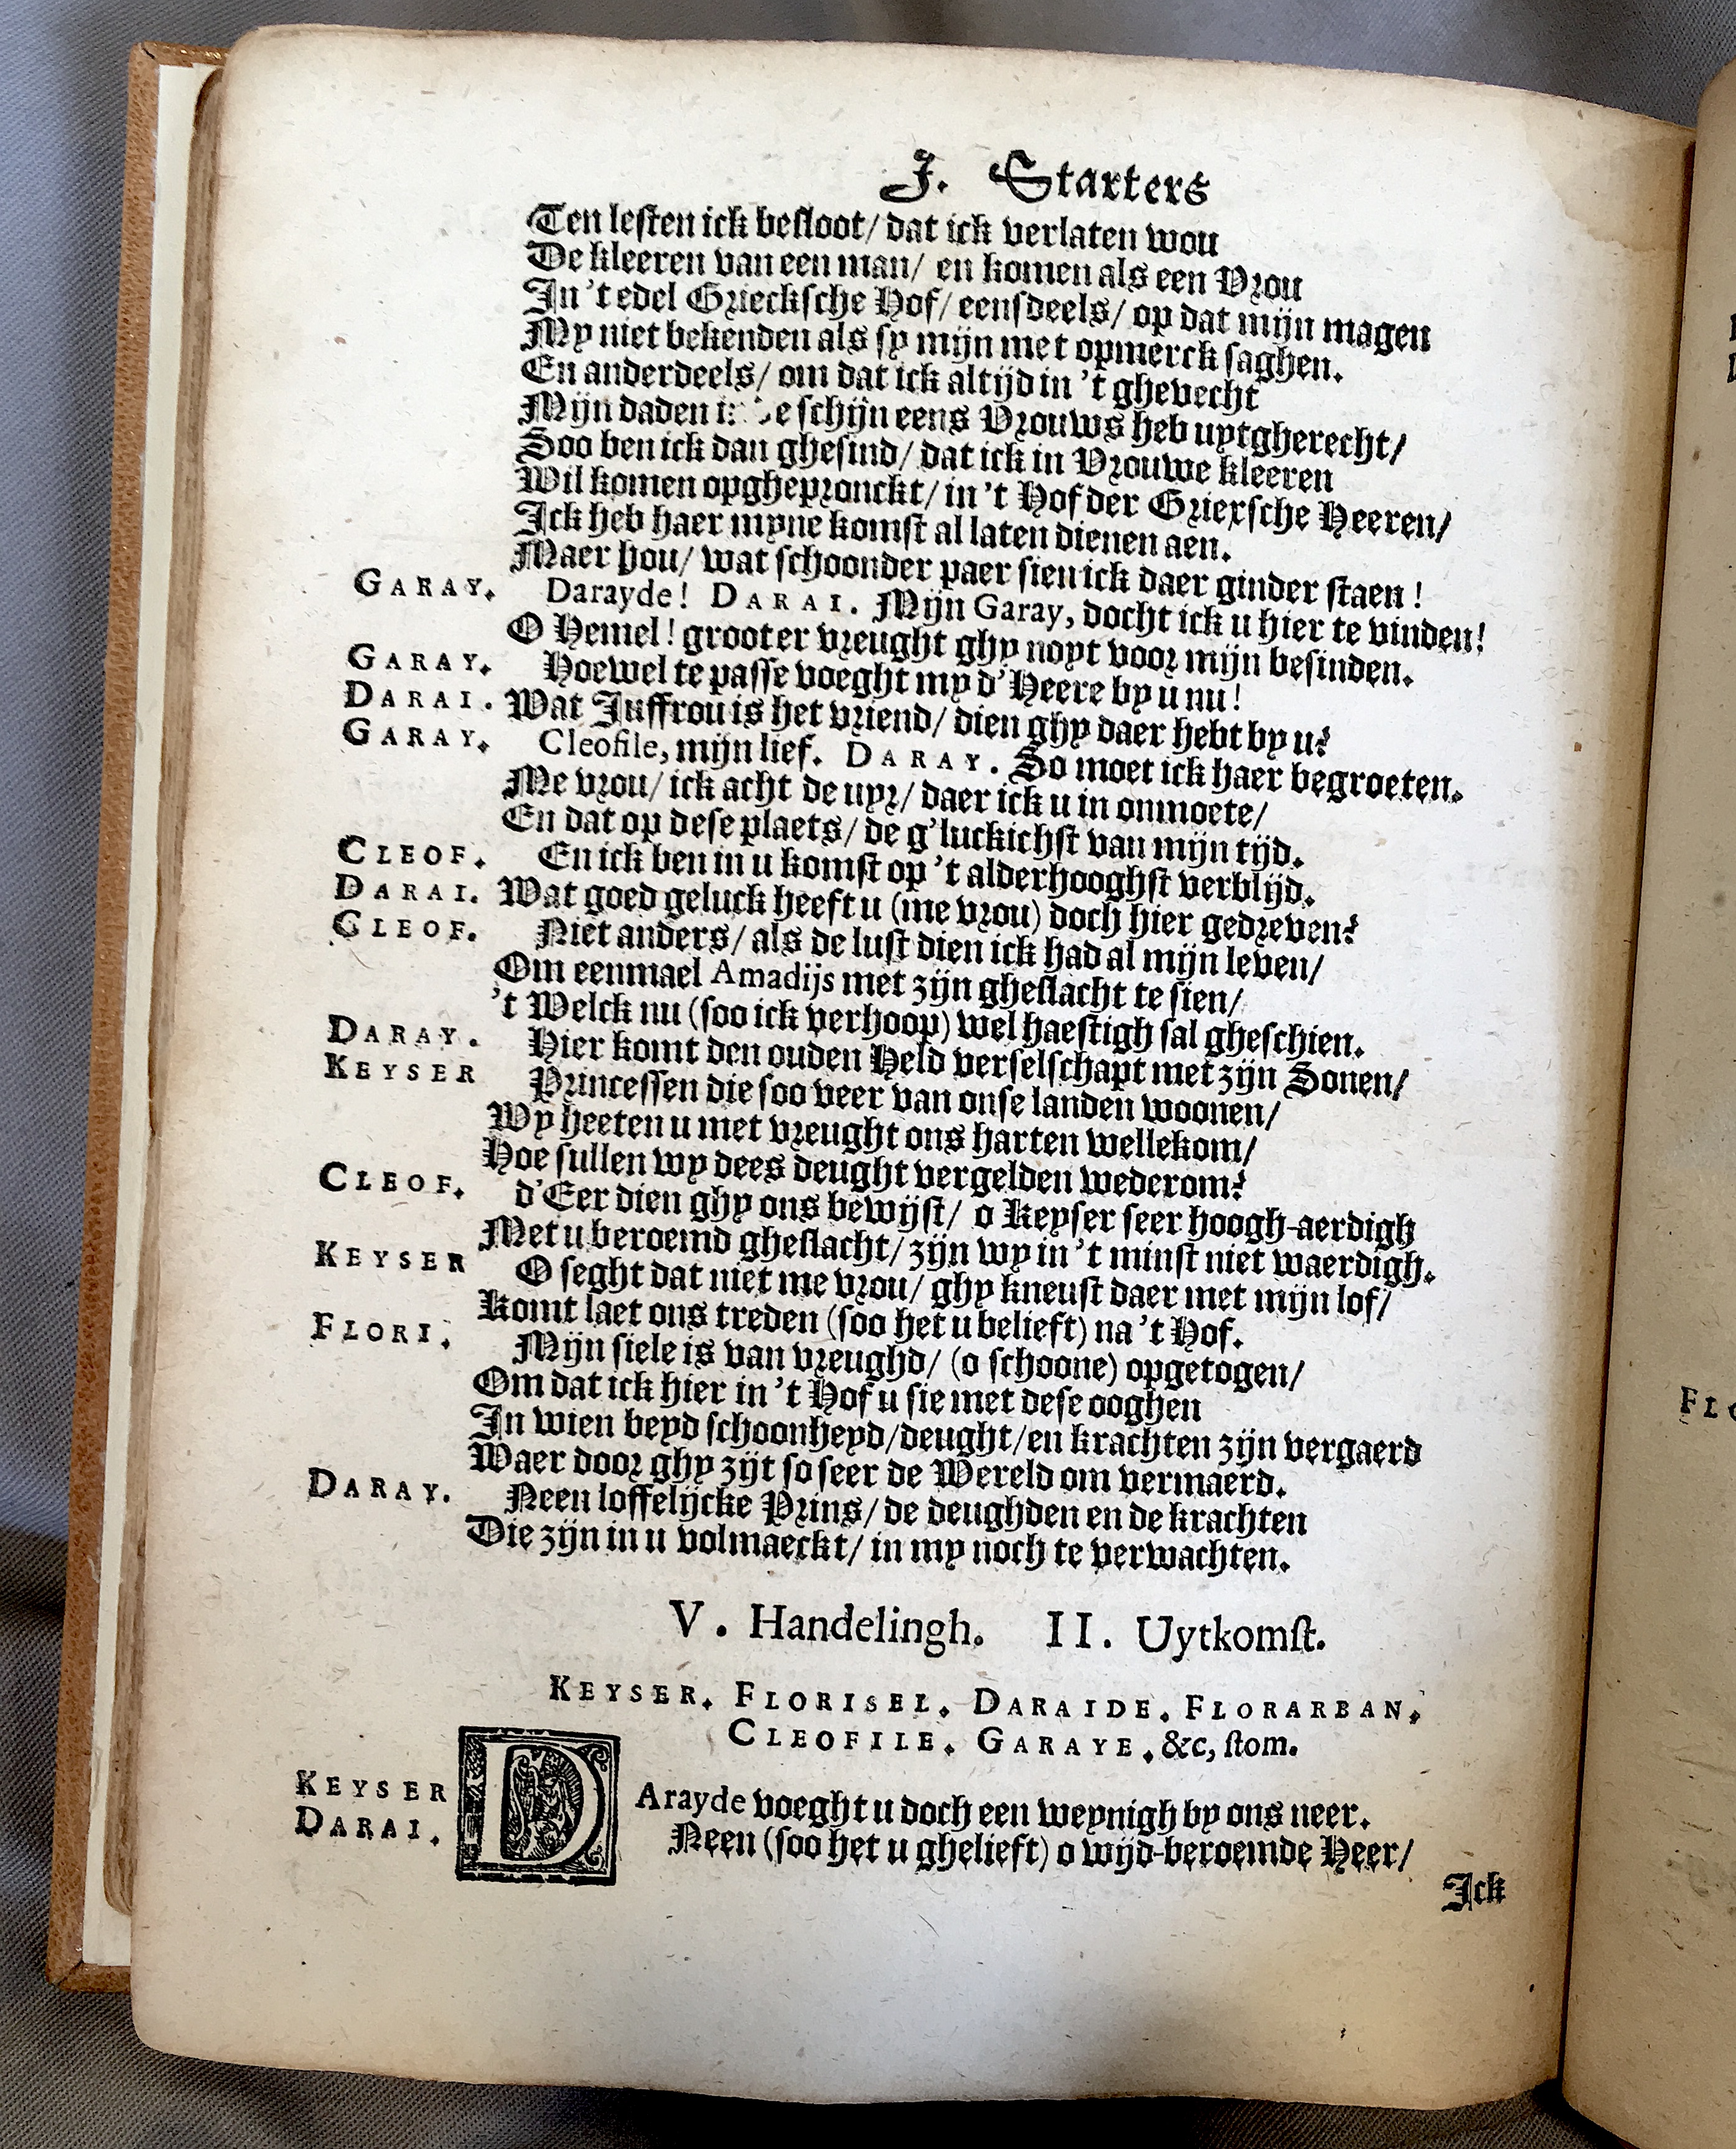 J. Starters
Ten lesten ick besloot/ dat ick verlaten wou
De kleeren van een man/ en komen als een Vrou
In 't edel Griecksche Hof/ eensdeels/ op dat mijn magen
My niet bekenden als sy mijn met opmerck saghen.
En anderdeels/ om dat ick altijd in 't ghevecht
Mijn daden schijn eens Vrouws heb uytgherecht/
Soo ben ick dan ghesind/ dat ick in Vrouwe kleeren
Wil komen opghepronckt/ in 't Hof der Griexsche Heeren/
Ick heb haer myne komst al laten dienen aen.
Maer hou/ wat schoonder paer sien ick daer ginder staen!
GARAY. Darayde! DARAI. Mijn Garay, docht ick u hier te vinden!
O Hemel! grooter vreught ghy noyt voor mijn besinden.
GARAY. Hoewel te passe voeght my d'Heere by u nu!
DARAI. Wat Juffrou is het vriend/ dien ghy daer hebt by u?
GARAY. Cleofile, mijn lief. DARAY. So moet ick haer begroeten.
Me vrou/ ick acht de uyr/ daer ick u in onmoete/
En dat op dese plaets/ de g'luckichst van mijn tijd.
CLEOF. En ick ben in u komst op 't alderhooghst verblijd.
DARAI. Wat goed geluck heeft u (me vrou) doch hier gedreven?
CLEOF. Niet anders/ als de lust dien ick had al mijn leven/
Om eenmael Amadijs met zijn gheslacht te sien/
't Welck nu (soo ick verhoop) wel haestigh sal gheschien.
DARAY. Hier komt den ouden Held verselschapt met zijn Sonen/
KEYSER Princessen die soo veer van onse landen woonen/
Wy heeten u met vreught ons harten wellekom/
Hoe sullen wy dees deught vergelden wederom?
CLEOF. d'Eer dien ghy ons bewijst/ o Keyser seer hoogh-aerdigh
Met u beroemd gheslacht/ zijn wy in 't minst niet waerdigh.
KEYSER O seght dat niet me vrou/ ghy kneust daer met mijn lof/
Komt laet ons treden (soo het u belieft) na 't Hof.
FLORI. Mijn siele is van vreughd/ (o schoone) opgetogen/
Om dat ick hier in 't Hof u sie met dese ooghen
In wien beyd schoonheyd/deught/en krachten zijn vergaerd
Waer door ghy zijt so seer de Wereld om vermaerd.
DARAY. Neen loffelijcke Prins/ de deughden en de krachten
Die zijn in u volmaeckt/ in my noch te verwachten.
V. Handelingh. II. Uytkomst.
KEYSER. FLORISEL. DARAIDE. FLORARBAN.
CLEOFILE. GARAYE. &c, stom.
KEYSER DArayde voeght u doch een weynigh by ons neer.
DARAI. Neen (soo het u ghelieft) o wijd-beroemde Heer/
Ick